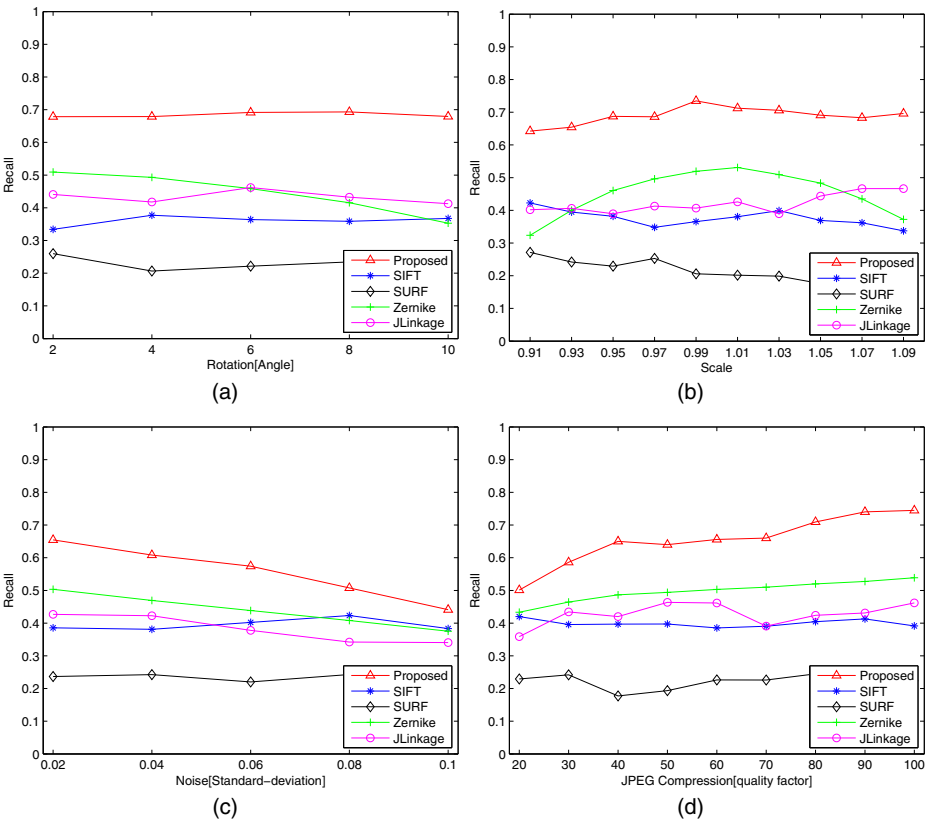 1
0.9
0.8
0.7
0.6
0.5
0.4
0.3
0.2
0.1
0
Recall
2 4 6 8 10
Rotation[Angle]
Proposed
SIFT
SURF
Zernike
JLinkage
(a)
1
0.9
0.8
0.7
0.6
0.5
0.4
0.3
0.2
0.1
0
Recall
0.91 0.93 0.95 0.97 0.99 1.01 1.03 1.05 1.07 1.09
Scale
Proposed
SIFT
SURF
Zernike
JLinkage
(b)
1
0.9
0.8
0.7
0.6
0.5
0.4
0.3
0.2
0.1
0
Recall
0.02 0.04 0.06 0.08 0.1
Noise[Standard−deviation]
Proposed
SIFT
SURF
Zernike
JLinkage
(c)
1
0.9
0.8
0.7
0.6
0.5
0.4
0.3
0.2
0.1
0
Recall
20 30 40 50 60 70 80 90 100
JPEG Compression[quality factor]
Proposed
SIFT
SURF
Zernike
JLinkage
(d)